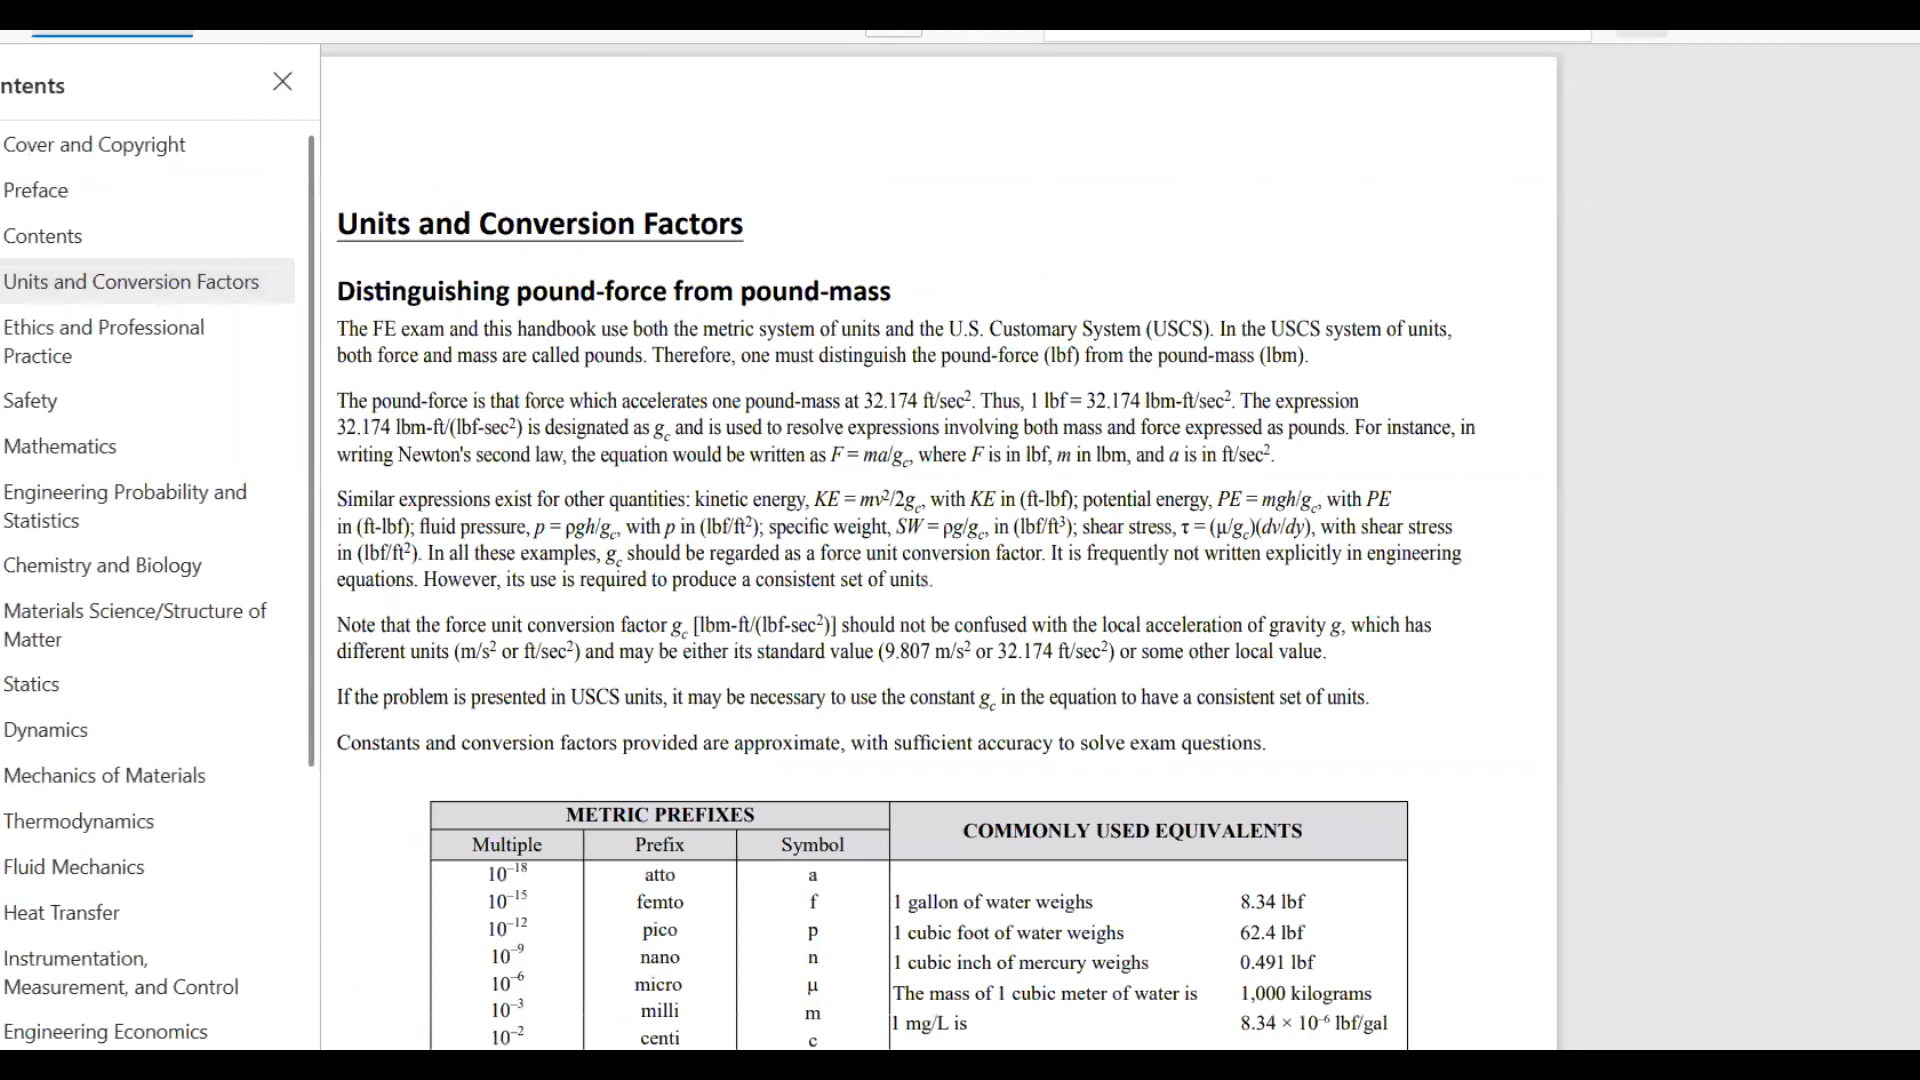 ntents
Cover and Copyright
Preface
Contents
Units and Conversion Factors
Ethics and Professional
Practice
Safety
Mathematics
Engineering Probability and
Statistics
Chemistry and Biology
Materials Science/Structure of
Matter
Statics
Dynamics
Mechanics of Materials
Thermodynamics
Fluid Mechanics
Heat Transfer
Instrumentation,
Measurement, and Control
Engineering Economics
Units and Conversion Factors
Distinguishing pound-force from pound-mass
The FE exam and this handbook use both the metric system of units and the U.S. Customary System (USCS). In the USCS system of units,
both force and mass are called pounds. Therefore, one must distinguish the pound-force (lbf) from the pound-mass (lbm).
The pound-force is that force which accelerates one pound-mass at 32.174 ft/sec². Thus, 1 lbf = 32.174 lbm-ft/sec². The expression
32.174 lbm-ft/(lbf-sec²) is designated as g_c and is used to resolve expressions involving both mass and force expressed as pounds. For instance, in
writing Newton's second law, the equation would be written as F = ma/g_c, where F is in lbf, m in lbm, and a is in ft/sec².
Similar expressions exist for other quantities: kinetic energy, KE = mv²/2g_c, with KE in (ft-lbf); potential energy, PE = mgh/g_c, with PE
in (ft-lbf); fluid pressure, p = ρgh/g_c, with p in (lbf/ft²); specific weight, SW = ρg/g_c, in (lbf/ft³); shear stress, τ = (μ/g_c)(dv/dy), with shear stress
in (lbf/ft²). In all these examples, g_c should be regarded as a force unit conversion factor. It is frequently not written explicitly in engineering
equations. However, its use is required to produce a consistent set of units.
Note that the force unit conversion factor g_c [lbm-ft/(lbf-sec²)] should not be confused with the local acceleration of gravity g, which has
different units (m/s² or ft/sec²) and may be either its standard value (9.807 m/s² or 32.174 ft/sec²) or some other local value.
If the problem is presented in USCS units, it may be necessary to use the constant g_c in the equation to have a consistent set of units.
Constants and conversion factors provided are approximate, with sufficient accuracy to solve exam questions.
METRIC PREFIXES
Multiple Prefix Symbol
10⁻¹⁸ atto a
10⁻¹⁵ femto f
10⁻¹² pico p
10⁻⁹ nano n
10⁻⁶ micro μ
10⁻³ milli m
10⁻² centi c
COMMONLY USED EQUIVALENTS
1 gallon of water weighs 8.34 lbf
1 cubic foot of water weighs 62.4 lbf
1 cubic inch of mercury weighs 0.491 lbf
The mass of 1 cubic meter of water is 1,000 kilograms
1 mg/L is 8.34 × 10⁻⁶ lbf/gal